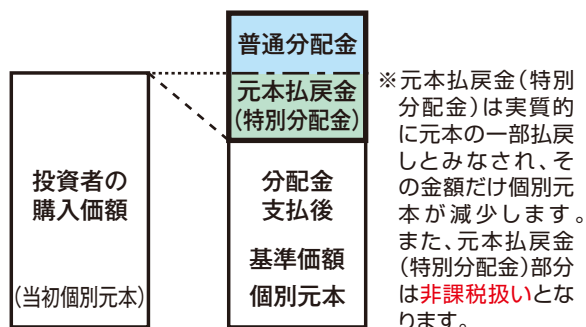 普通分配金
元本払戻金
(特別分配金)
投資者の
購入価額
(当初個別元本)
分配金
支払後
基準価額
個別元本
※元本払戻金(特別
分配金)は実質的
に元本の一部払戻
しとみなされ、そ
の金額だけ個別元
本が減少します。
また、元本払戻金
(特別分配金)部分
は非課税扱いとな
ります。